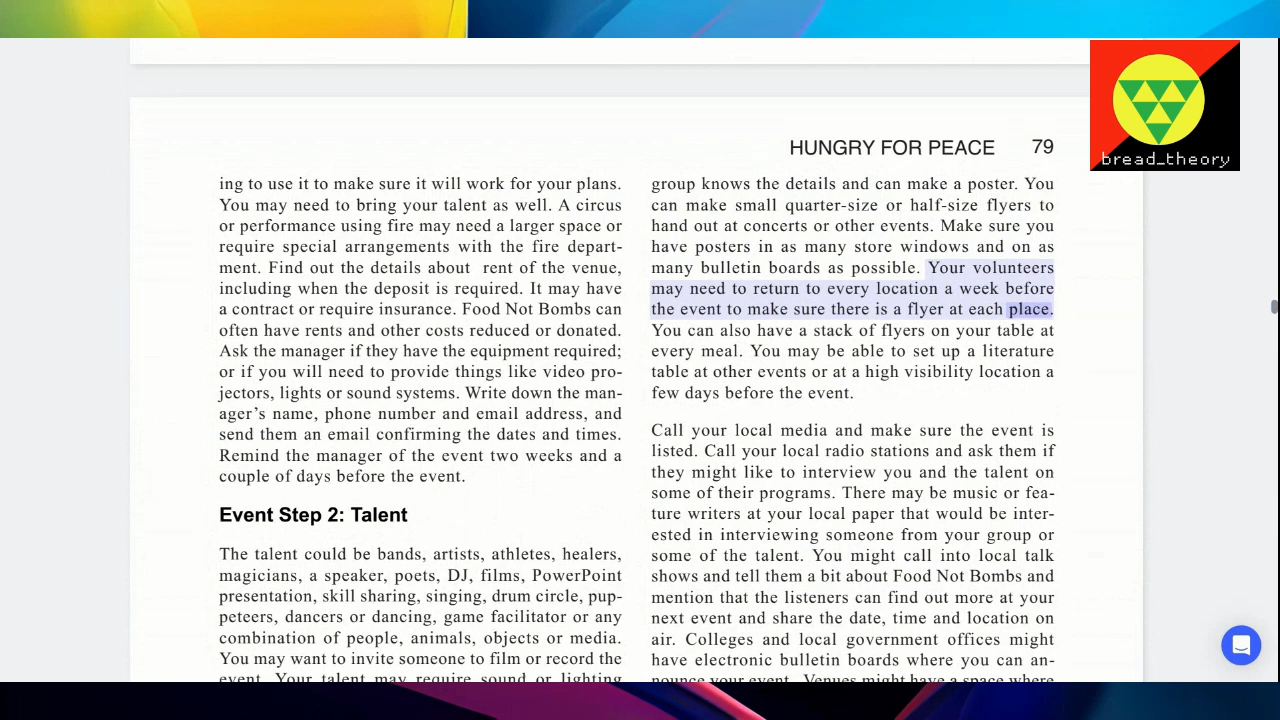 HUNGRY FOR PEACE 79
bread_theory
ing to use it to make sure it will work for your plans.
You may need to bring your talent as well. A circus
or performance using fire may need a larger space or
require special arrangements with the fire depart-
ment. Find out the details about rent of the venue,
including when the deposit is required. It may have
a contract or require insurance. Food Not Bombs can
often have rents and other costs reduced or donated.
Ask the manager if they have the equipment required;
or if you will need to provide things like video pro-
jectors, lights or sound systems. Write down the man-
ager's name, phone number and email address, and
send them an email confirming the dates and times.
Remind the manager of the event two weeks and a
couple of days before the event.
Event Step 2: Talent
The talent could be bands, artists, athletes, healers,
magicians, a speaker, poets, DJ, films, PowerPoint
presentation, skill sharing, singing, drum circle, pup-
peteers, dancers or dancing, game facilitator or any
combination of people, animals, objects or media.
You may want to invite someone to film or record the
event. Your talent may require sound or lighting
group knows the details and can make a poster. You
can make small quarter-size or half-size flyers to
hand out at concerts or other events. Make sure you
have posters in as many store windows and on as
many bulletin boards as possible. Your volunteers
may need to return to every location a week before
the event to make sure there is a flyer at each place.
You can also have a stack of flyers on your table at
every meal. You may be able to set up a literature
table at other events or at a high visibility location a
few days before the event.
Call your local media and make sure the event is
listed. Call your local radio stations and ask them if
they might like to interview you and the talent on
some of their programs. There may be music or fea-
ture writers at your local paper that would be inter-
ested in interviewing someone from your group or
some of the talent. You might call into local talk
shows and tell them a bit about Food Not Bombs and
mention that the listeners can find out more at your
next event and share the date, time and location on
air. Colleges and local government offices might
have electronic bulletin boards where you can an-
nounce your event. Venues might have a space where